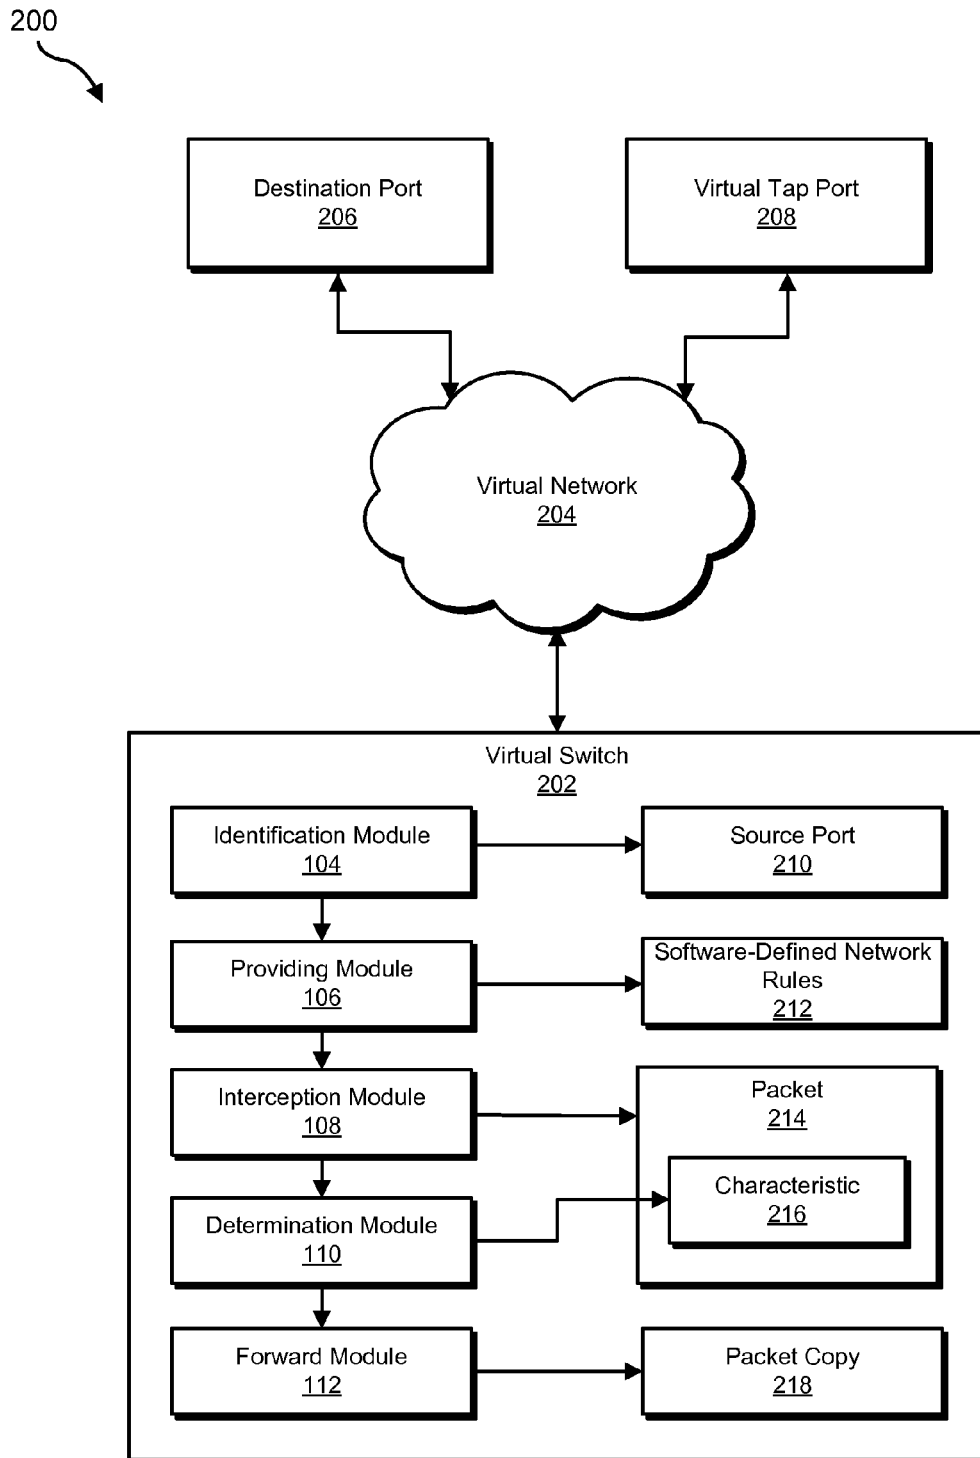 200
Destination Port
206
Virtual Tap Port
208
Virtual Network
204
Virtual Switch
202
Identification Module
104
Source Port
210
Providing Module
106
Software-Defined Network
Rules
212
Interception Module
108
Packet
214
Characteristic
216
Determination Module
110
Forward Module
112
Packet Copy
218